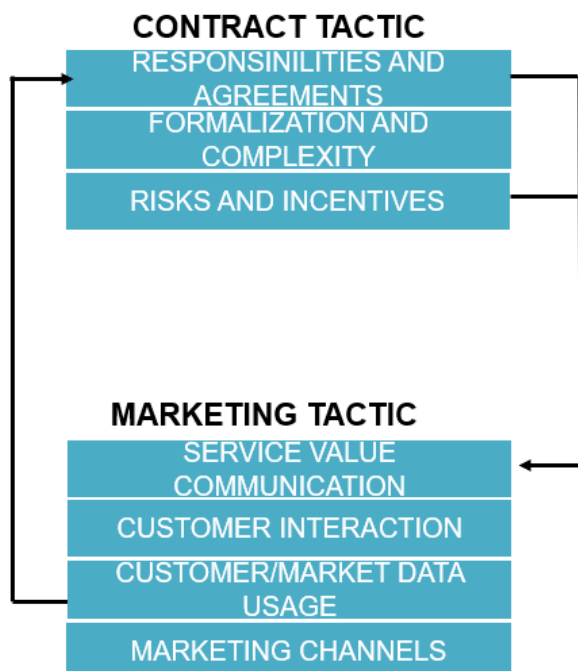 CONTRACT TACTIC
RESPONSINILITIES AND
AGREEMENTS
FORMALIZATION AND
COMPLEXITY
RISKS AND INCENTIVES
MARKETING TACTIC
SERVICE VALUE
COMMUNICATION
CUSTOMER INTERACTION
CUSTOMER/MARKET DATA
USAGE
MARKETING CHANNELS